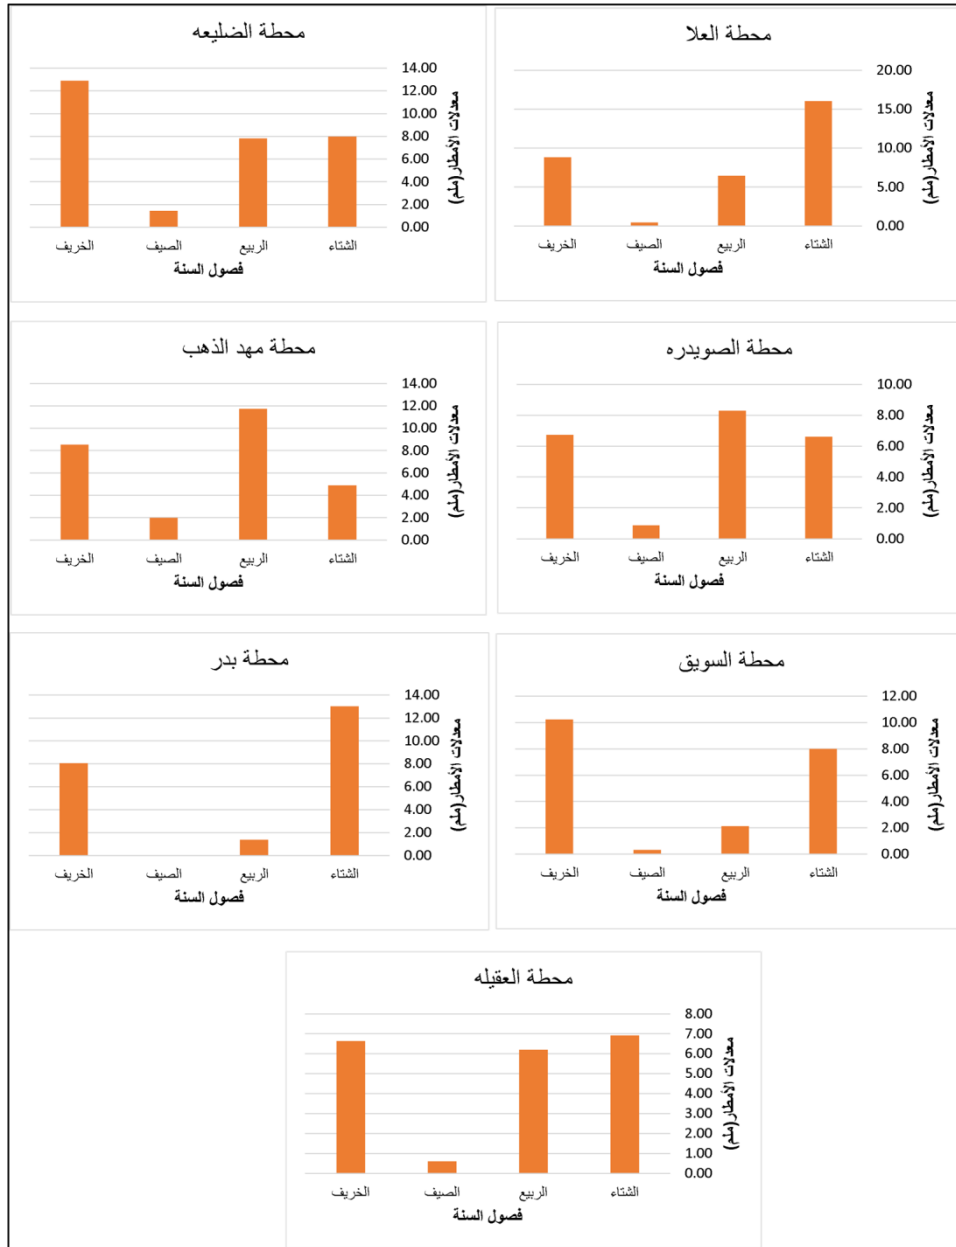 محطة العلا
معدلات الأمطار(ملم)
20.00
15.00
10.00
5.00
0.00
الشتاء الربيع الصيف الخريف
فصول السنة
محطة الضليعه
معدلات الأمطار(ملم)
14.00
12.00
10.00
8.00
6.00
4.00
2.00
0.00
الشتاء الربيع الصيف الخريف
فصول السنة
محطة الصويدره
معدلات الأمطار(ملم)
10.00
8.00
6.00
4.00
2.00
0.00
الشتاء الربيع الصيف الخريف
فصول السنة
محطة مهد الذهب
معدلات الأمطار(ملم)
14.00
12.00
10.00
8.00
6.00
4.00
2.00
0.00
الشتاء الربيع الصيف الخريف
فصول السنة
محطة السويق
معدلات الأمطار(ملم)
12.00
10.00
8.00
6.00
4.00
2.00
0.00
الشتاء الربيع الصيف الخريف
فصول السنة
محطة بدر
معدلات الأمطار(ملم)
14.00
12.00
10.00
8.00
6.00
4.00
2.00
0.00
الشتاء الربيع الصيف الخريف
فصول السنة
محطة العقيله
معدلات الأمطار(ملم)
8.00
7.00
6.00
5.00
4.00
3.00
2.00
1.00
0.00
الشتاء الربيع الصيف الخريف
فصول السنة